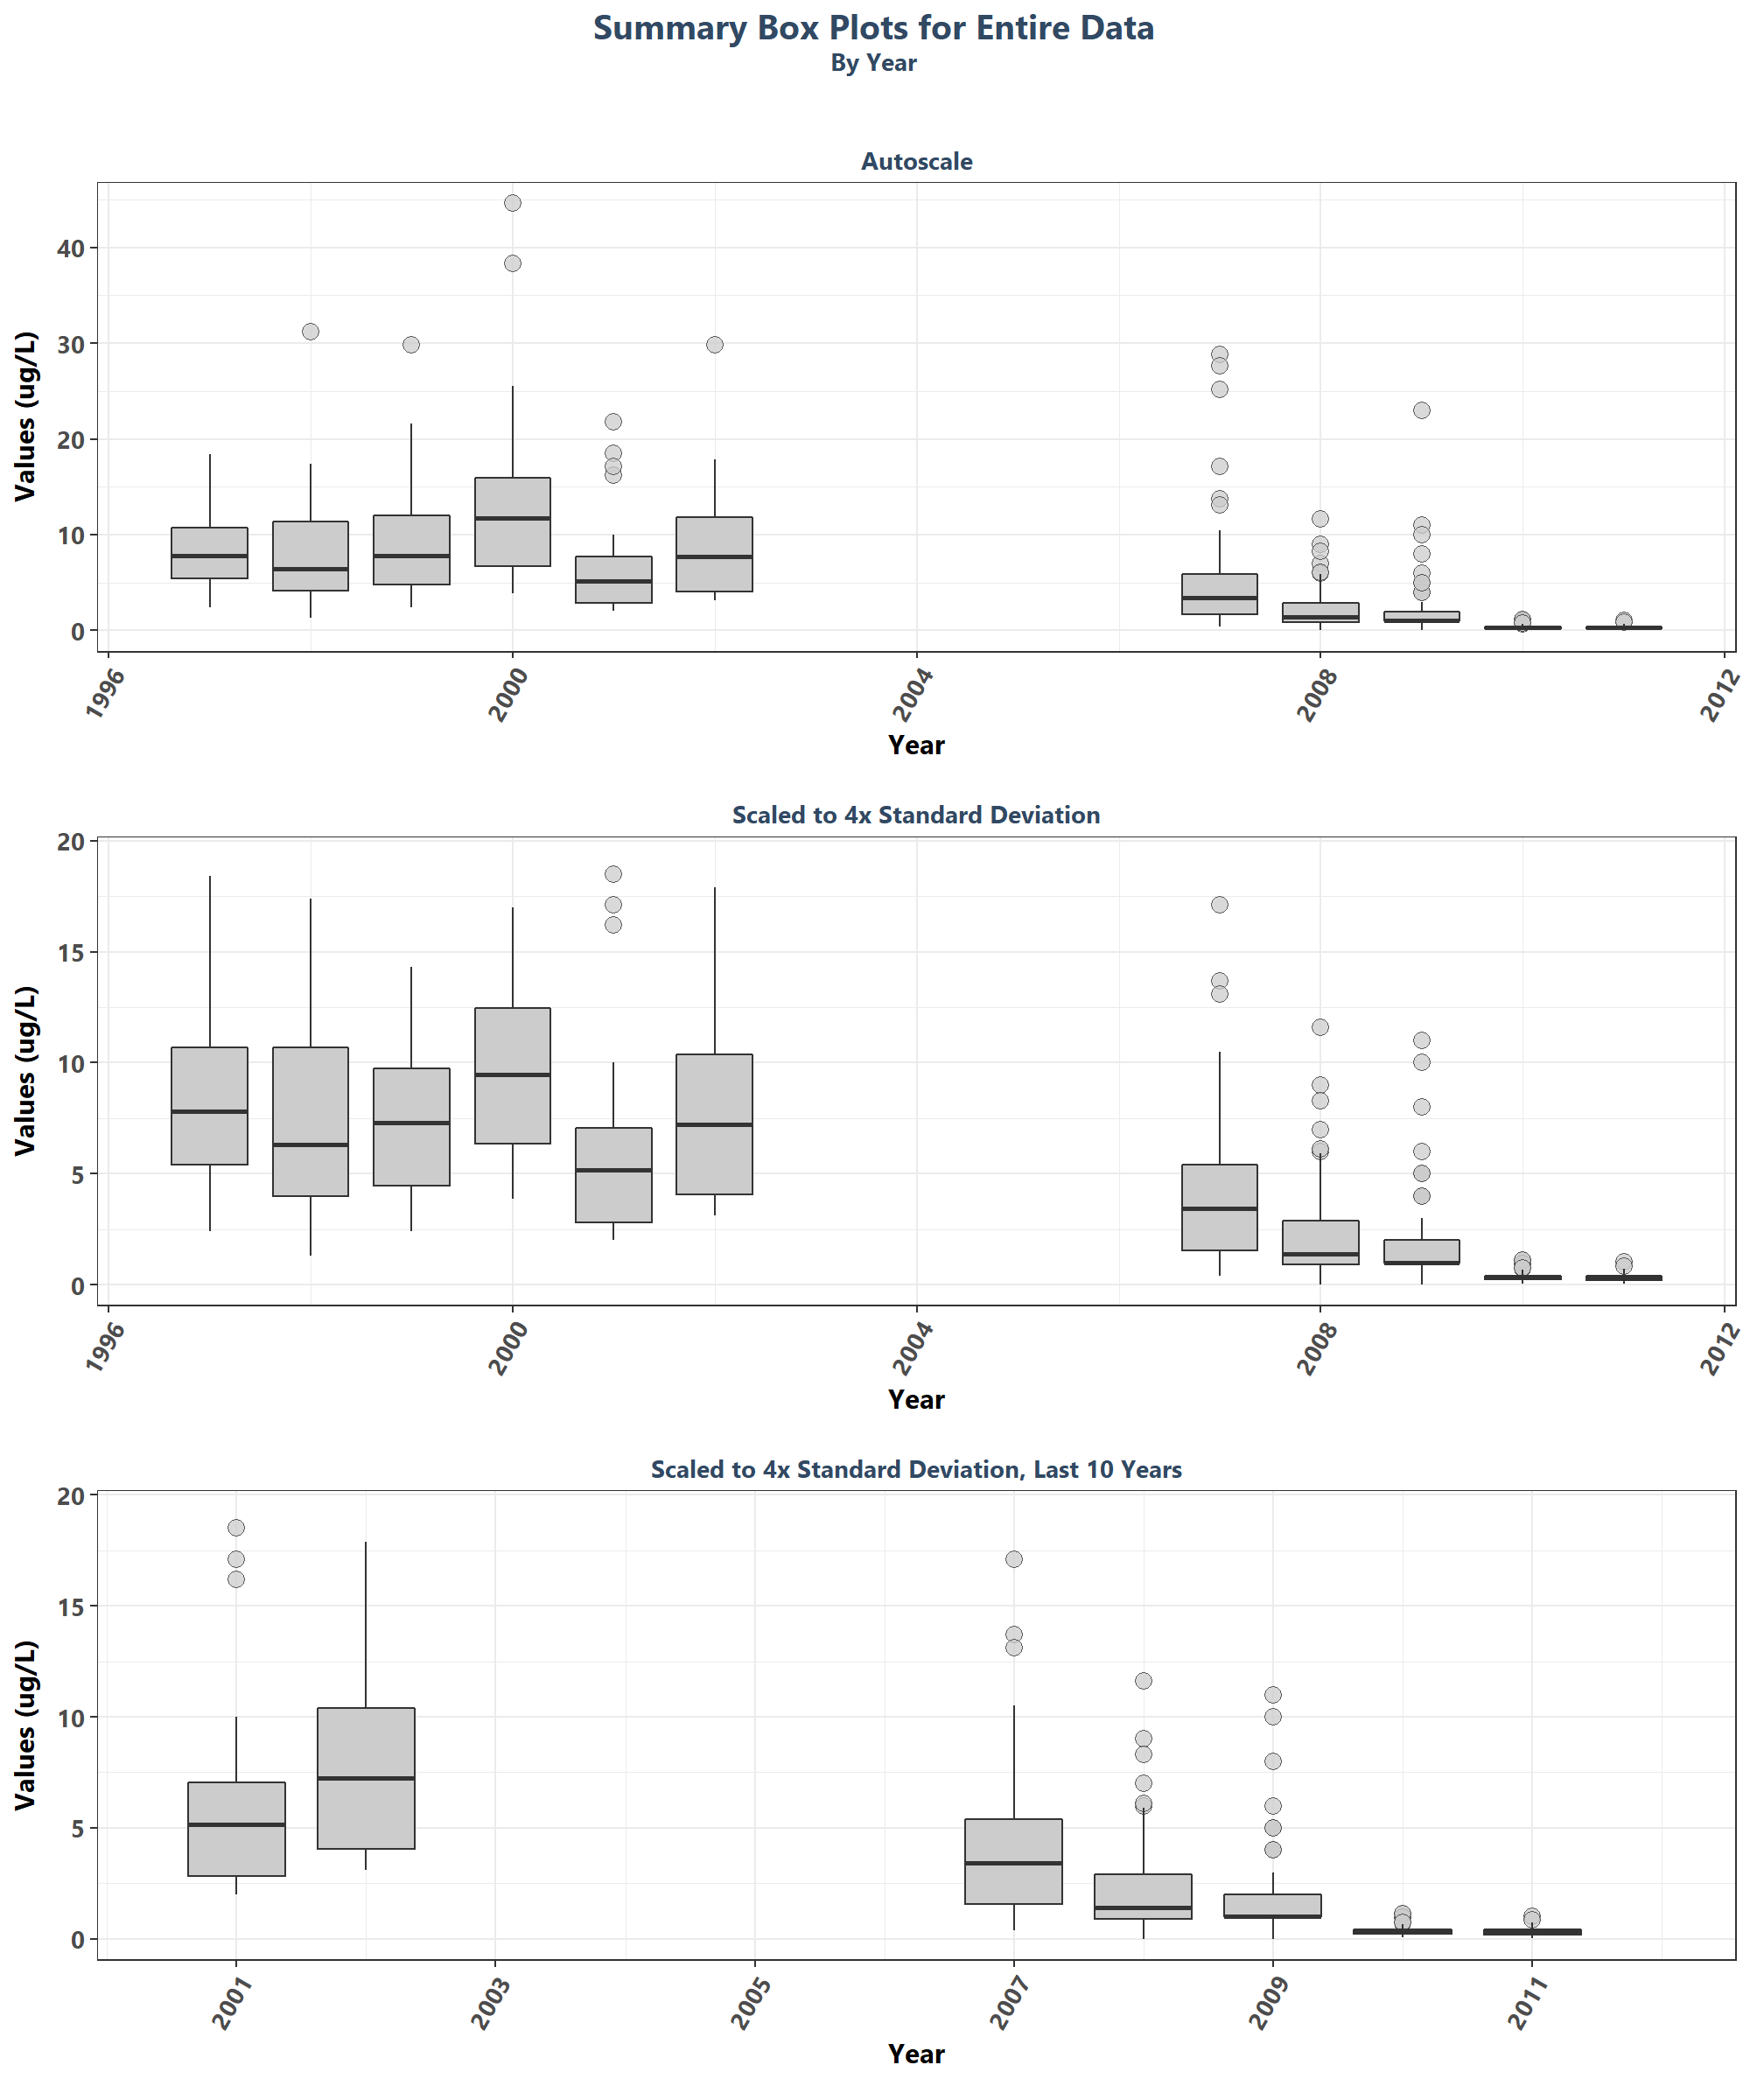 Summary Box Plots for Entire Data
By Year
Autoscale
Values (ug/L)
40
30
20
10
0
1996
2000
2004
2008
2012
Year
Scaled to 4x Standard Deviation
Values (ug/L)
20
15
10
5
0
1996
2000
2004
2008
2012
Year
Scaled to 4x Standard Deviation, Last 10 Years
Values (ug/L)
20
15
10
5
0
2001
2003
2005
2007
2009
2011
Year